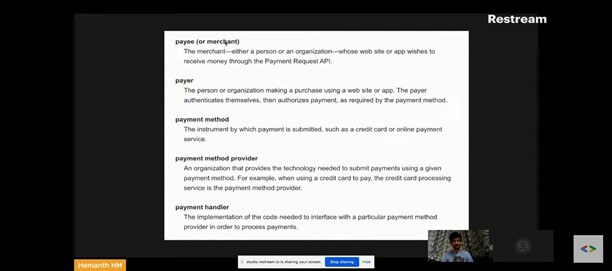 Restream
payee (or merchant)
The merchant—either a person or an organization—whose web site or app wishes to
receive money through the Payment Request API.
payer
The person or organization making a purchase using a web site or app. The payer
authenticates themselves, then authorizes payment, as required by the payment method.
payment method
The instrument by which payment is submitted, such as a credit card or online payment
service.
payment method provider
An organization that provides the technology needed to submit payments using a given
payment method. For example, when using a credit card to pay, the credit card processing
service is the payment method provider.
payment handler
The implementation of the code needed to interface with a particular payment method
provider in order to process payments.
studio.restream.io is sharing your screen.
Stop sharing
Hide
Hemanth HM
<>